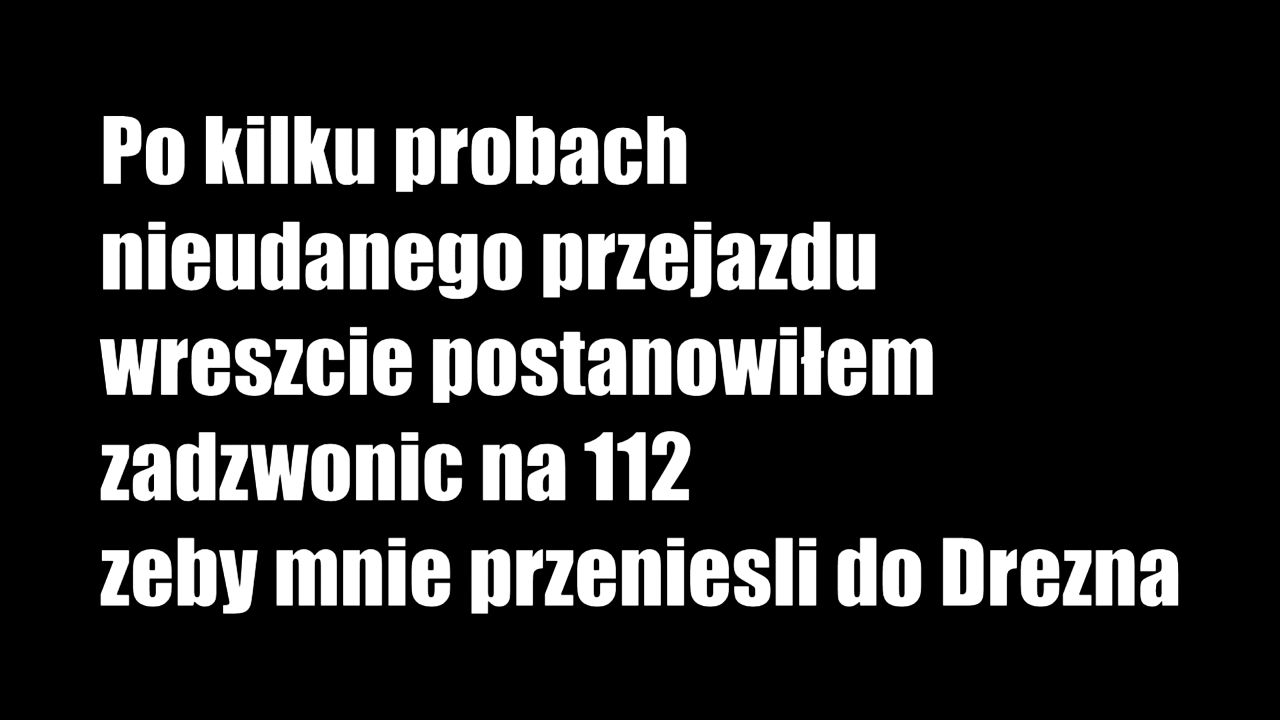 Po kilku probach
nieudanego przejazdu
wreszcie postanowiłem
zadzwonic na 112
zeby mnie przeniesli do Drezna